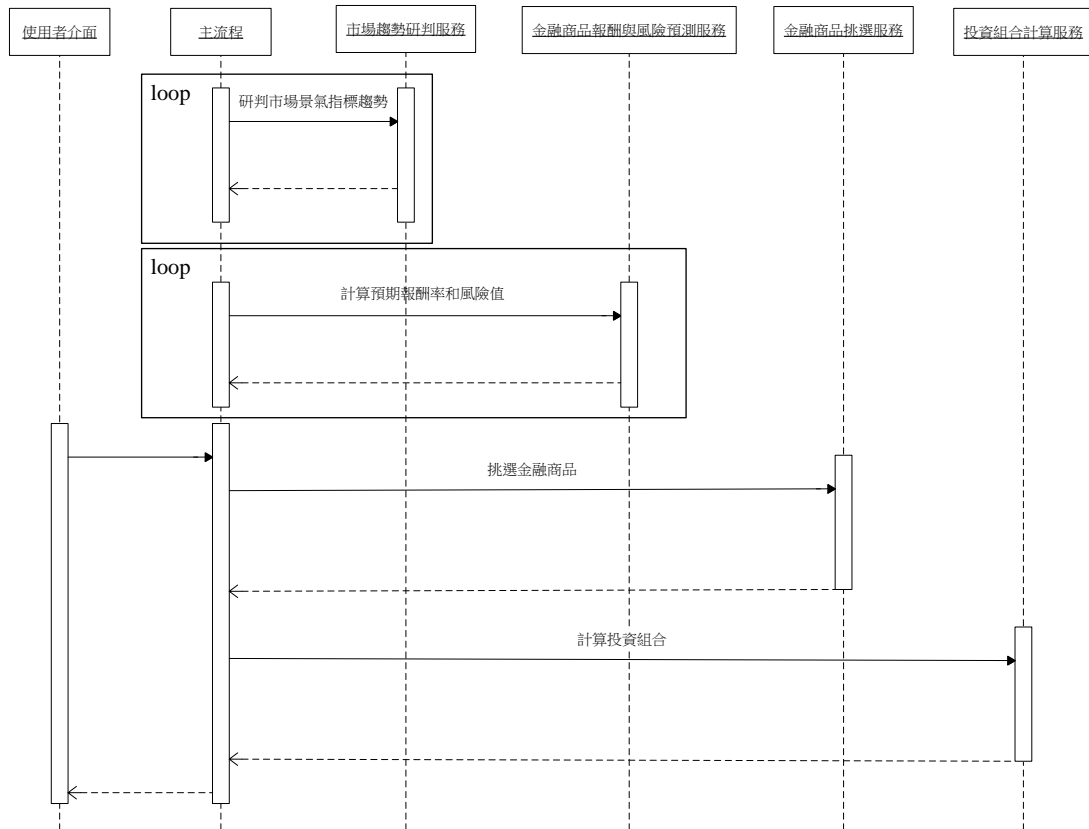 使用者介面
主流程
市場趨勢研判服務
金融商品報酬與風險預測服務
金融商品挑選服務
投資組合計算服務
loop
研判市場景氣指標趨勢
loop
計算預期報酬率和風險值
挑選金融商品
計算投資組合